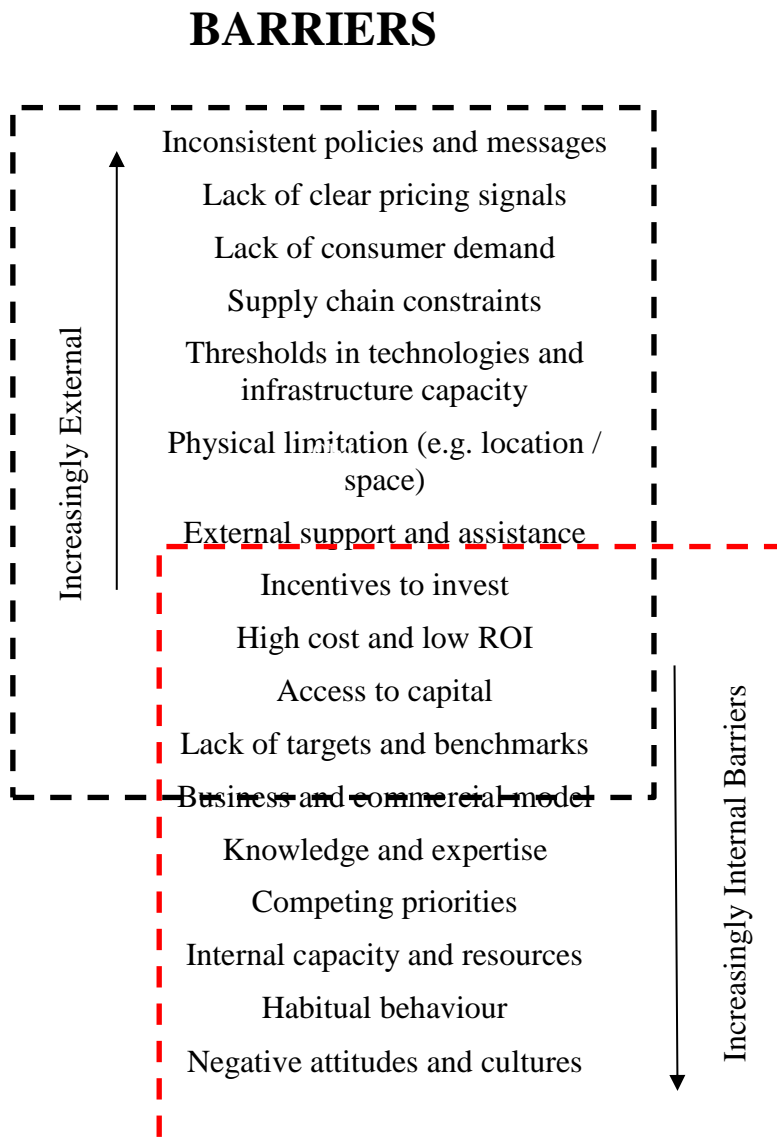 BARRIERS
Inconsistent policies and messages
Lack of clear pricing signals
Lack of consumer demand
Supply chain constraints
Thresholds in technologies and
infrastructure capacity
Physical limitation (e.g. location /
space)
External support and assistance
Incentives to invest
High cost and low ROI
Access to capital
Lack of targets and benchmarks
Business and commercial model
Knowledge and expertise
Competing priorities
Internal capacity and resources
Habitual behaviour
Negative attitudes and cultures
Increasingly External
Increasingly Internal Barriers